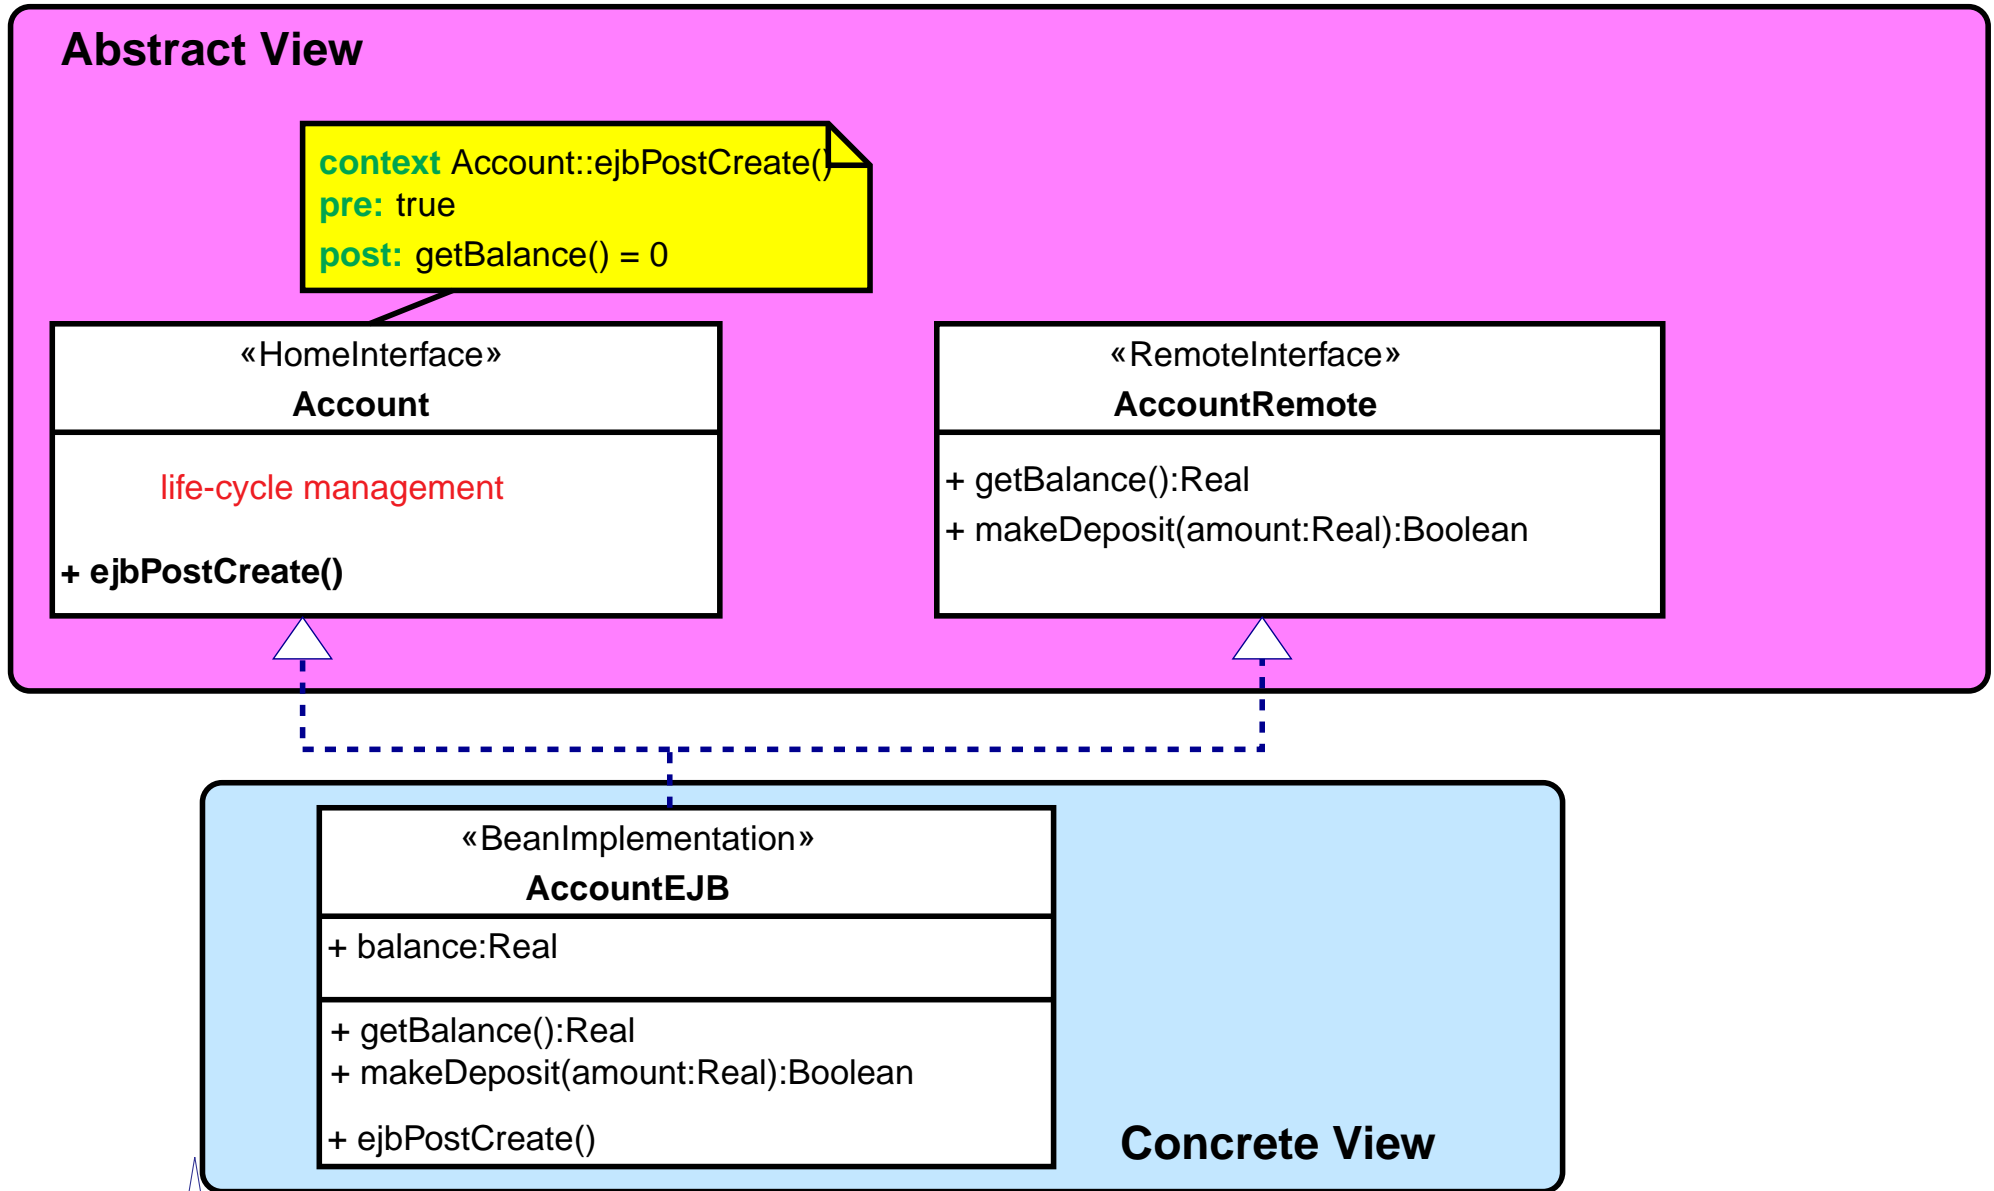 Abstract View
context Account::ejbPostCreate()
pre: true
post: getBalance() = 0
«HomeInterface»
Account
life-cycle management
+ ejbPostCreate()
«RemoteInterface»
AccountRemote
+ getBalance():Real
+ makeDeposit(amount:Real):Boolean
«BeanImplementation»
AccountEJB
+ balance:Real
+ getBalance():Real
+ makeDeposit(amount:Real):Boolean
+ ejbPostCreate()
Concrete View